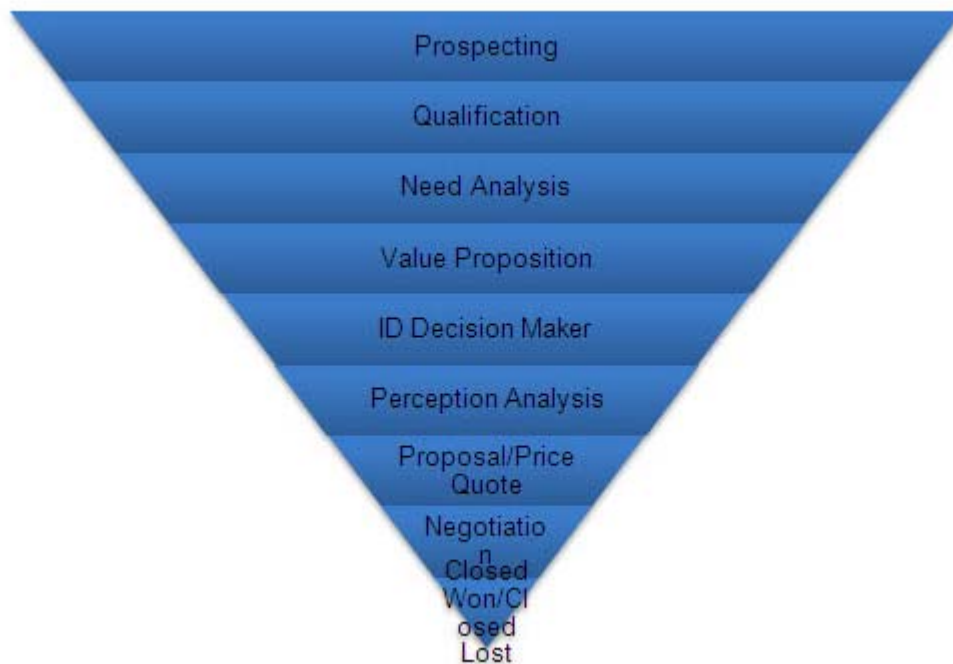 Prospecting
Qualification
Need Analysis
Value Proposition
ID Decision Maker
Perception Analysis
Proposal/Price
Quote
Negotiatio
n
Closed
Won/Cl
osed
Lost